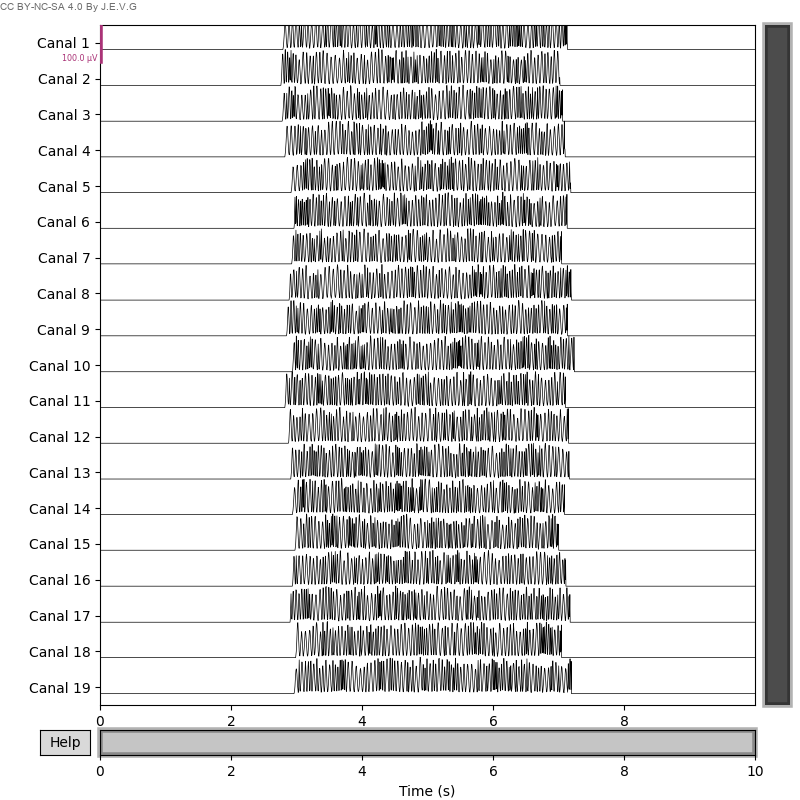 CC BY-NC-SA 4.0 By J.E.V.G
Canal 1
100.0 µV
Canal 2
Canal 3
Canal 4
Canal 5
Canal 6
Canal 7
Canal 8
Canal 9
Canal 10
Canal 11
Canal 12
Canal 13
Canal 14
Canal 15
Canal 16
Canal 17
Canal 18
Canal 19
0 2 4 6 8
Help
0 2 4 6 8 10
Time (s)